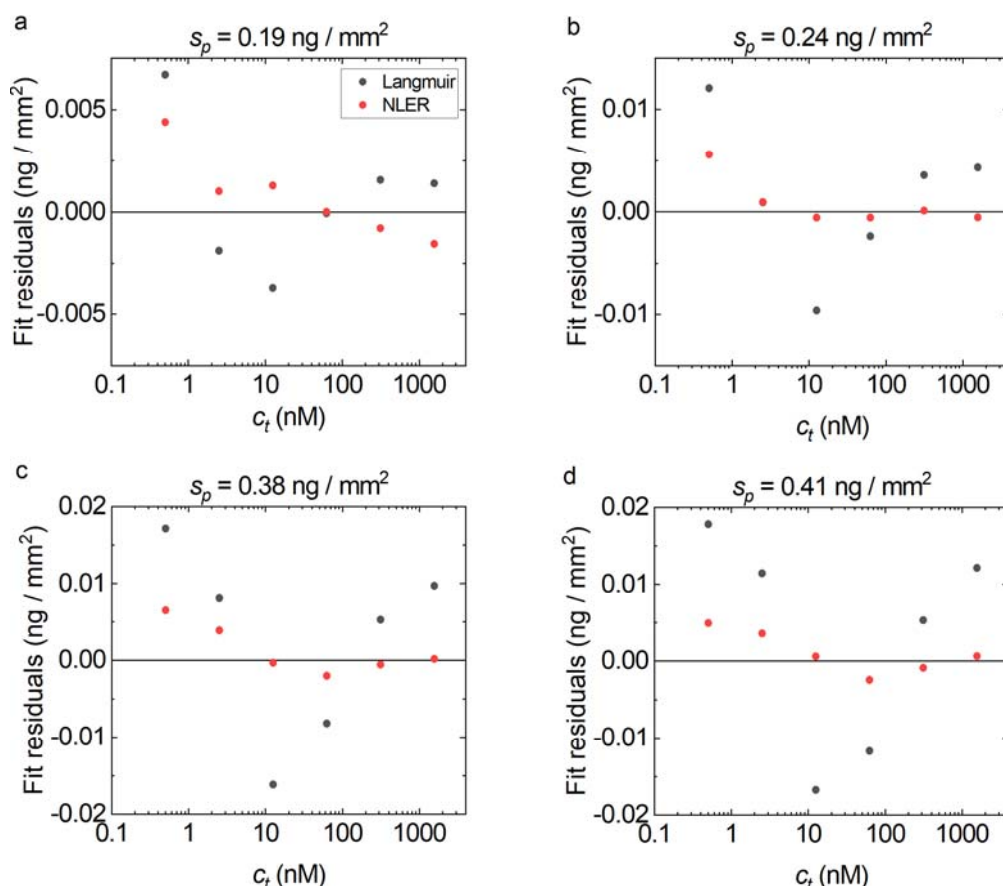 a
s_p = 0.19 ng / mm²
Fit residuals (ng / mm²)
0.005
0.000
-0.005
Langmuir
NLER
0.1 1 10 100 1000
c_t (nM)
b
s_p = 0.24 ng / mm²
Fit residuals (ng / mm²)
0.01
0.00
-0.01
0.1 1 10 100 1000
c_t (nM)
c
s_p = 0.38 ng / mm²
Fit residuals (ng / mm²)
0.02
0.01
0.00
-0.01
-0.02
0.1 1 10 100 1000
c_t (nM)
d
s_p = 0.41 ng / mm²
Fit residuals (ng / mm²)
0.02
0.01
0.00
-0.01
-0.02
0.1 1 10 100 1000
c_t (nM)